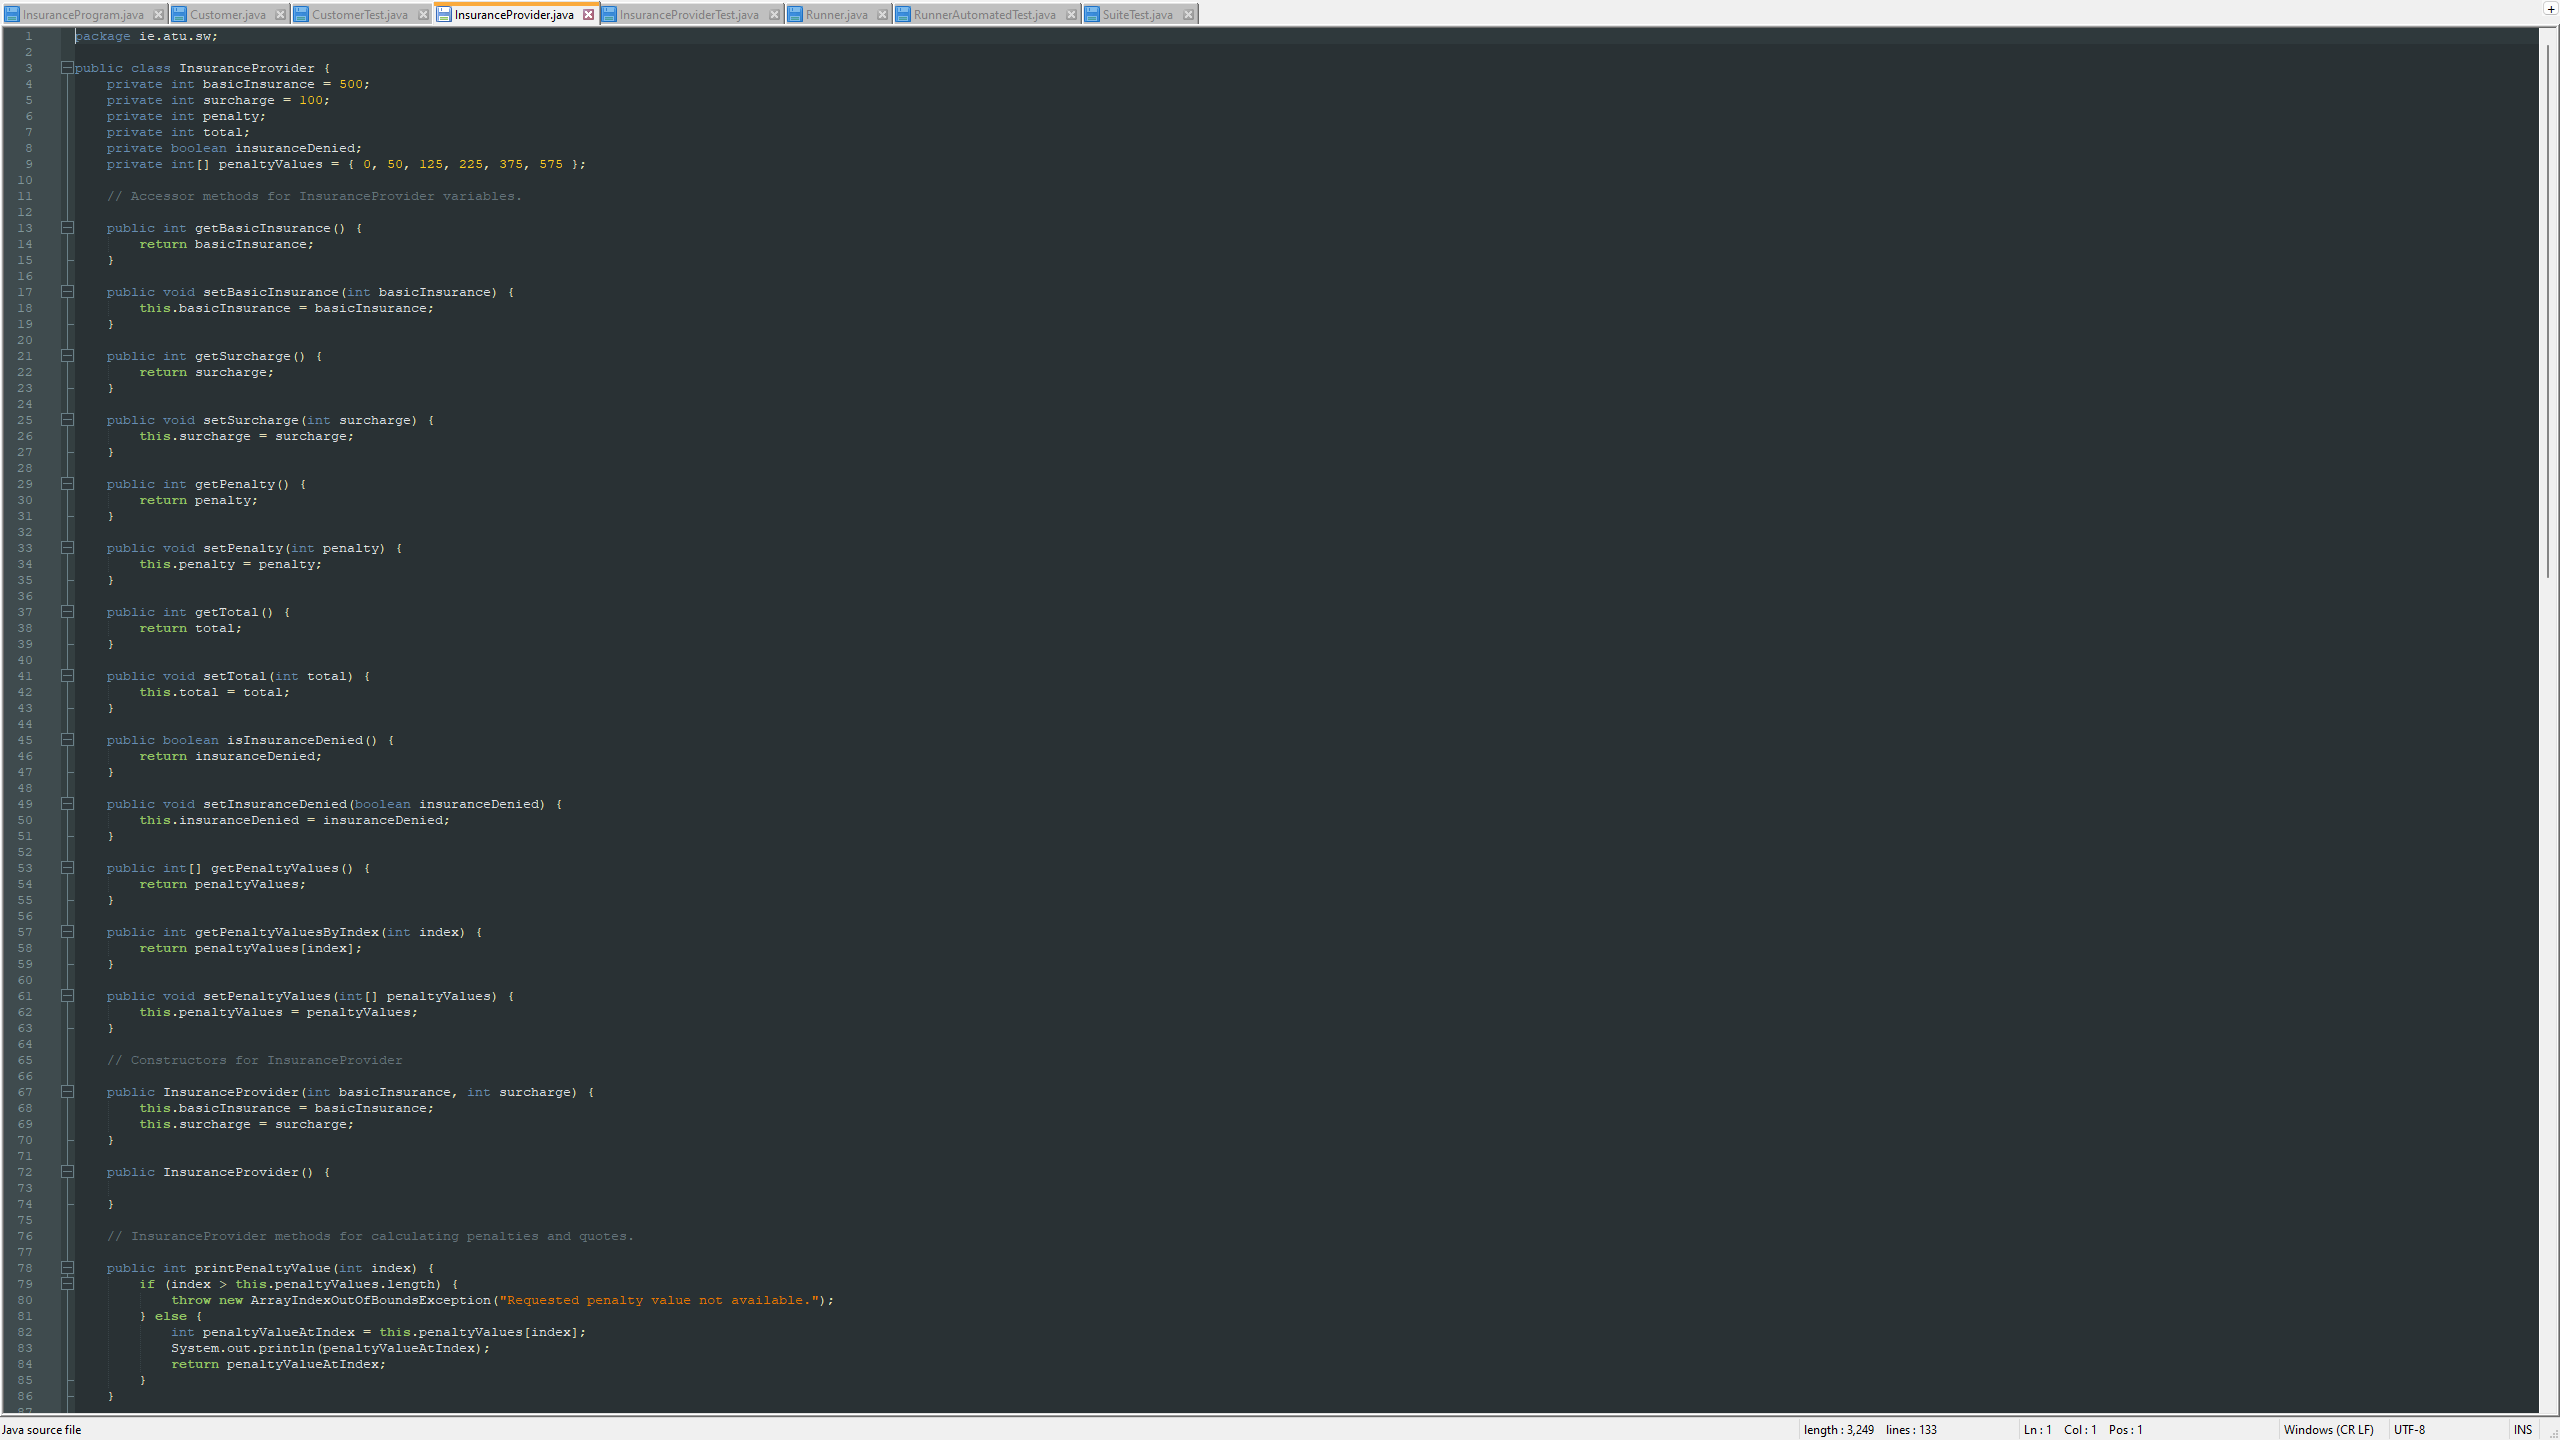 InsuranceProgram.java Customer.java CustomerTest.java InsuranceProvider.java InsuranceProviderTest.java Runner.java RunnerAutomatedTest.java SuiteTest.java +
1 package ie.atu.sw;
2
3 public class InsuranceProvider {
4 private int basicInsurance = 500;
5 private int surcharge = 100;
6 private int penalty;
7 private int total;
8 private boolean insuranceDenied;
9 private int[] penaltyValues = { 0, 50, 125, 225, 375, 575 };
10
11 // Accessor methods for InsuranceProvider variables.
12
13 public int getBasicInsurance() {
14 return basicInsurance;
15 }
16
17 public void setBasicInsurance(int basicInsurance) {
18 this.basicInsurance = basicInsurance;
19 }
20
21 public int getSurcharge() {
22 return surcharge;
23 }
24
25 public void setSurcharge(int surcharge) {
26 this.surcharge = surcharge;
27 }
28
29 public int getPenalty() {
30 return penalty;
31 }
32
33 public void setPenalty(int penalty) {
34 this.penalty = penalty;
35 }
36
37 public int getTotal() {
38 return total;
39 }
40
41 public void setTotal(int total) {
42 this.total = total;
43 }
44
45 public boolean isInsuranceDenied() {
46 return insuranceDenied;
47 }
48
49 public void setInsuranceDenied(boolean insuranceDenied) {
50 this.insuranceDenied = insuranceDenied;
51 }
52
53 public int[] getPenaltyValues() {
54 return penaltyValues;
55 }
56
57 public int getPenaltyValuesByIndex(int index) {
58 return penaltyValues[index];
59 }
60
61 public void setPenaltyValues(int[] penaltyValues) {
62 this.penaltyValues = penaltyValues;
63 }
64
65 // Constructors for InsuranceProvider
66
67 public InsuranceProvider(int basicInsurance, int surcharge) {
68 this.basicInsurance = basicInsurance;
69 this.surcharge = surcharge;
70 }
71
72 public InsuranceProvider() {
73
74 }
75
76 // InsuranceProvider methods for calculating penalties and quotes.
77
78 public int printPenaltyValue(int index) {
79 if (index > this.penaltyValues.length) {
80 throw new ArrayIndexOutOfBoundsException("Requested penalty value not available.");
81 } else {
82 int penaltyValueAtIndex = this.penaltyValues[index];
83 System.out.println(penaltyValueAtIndex);
84 return penaltyValueAtIndex;
85 }
86 }
87
Java source file length : 3,249 lines : 133 Ln : 1 Col : 1 Pos : 1 Windows (CR LF) UTF-8 INS